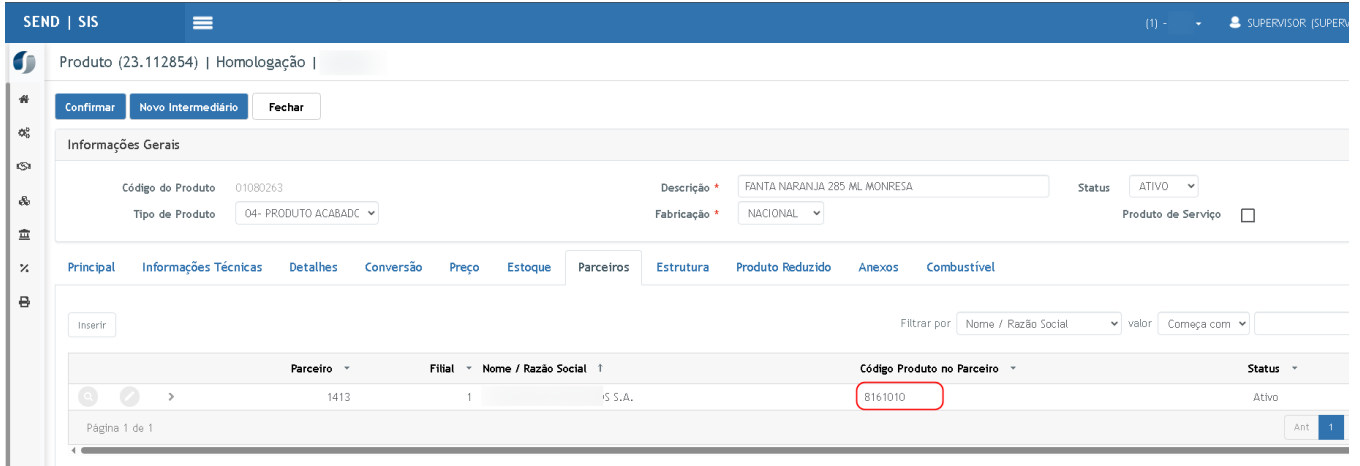 SEND | SIS (1) - SUPERVISOR (SUPERV
Produto (23.112854) | Homologação |
Confirmar Novo Intermediário Fechar
Informações Gerais
Código do Produto 01080263 Descrição * FANTA NARANJA 285 ML MONRESA Status ATIVO
Tipo de Produto 04- PRODUTO ACABADC Fabricação * NACIONAL Produto de Serviço
Principal Informações Técnicas Detalhes Conversão Preço Estoque Parceiros Estrutura Produto Reduzido Anexos Combustível
Inserir Filtrar por Nome / Razão Social valor Começa com
Parceiro Filial Nome / Razão Social ↑ Código Produto no Parceiro Status
1413 1 S S.A. 8161010 Ativo
Página 1 de 1 Ant 1